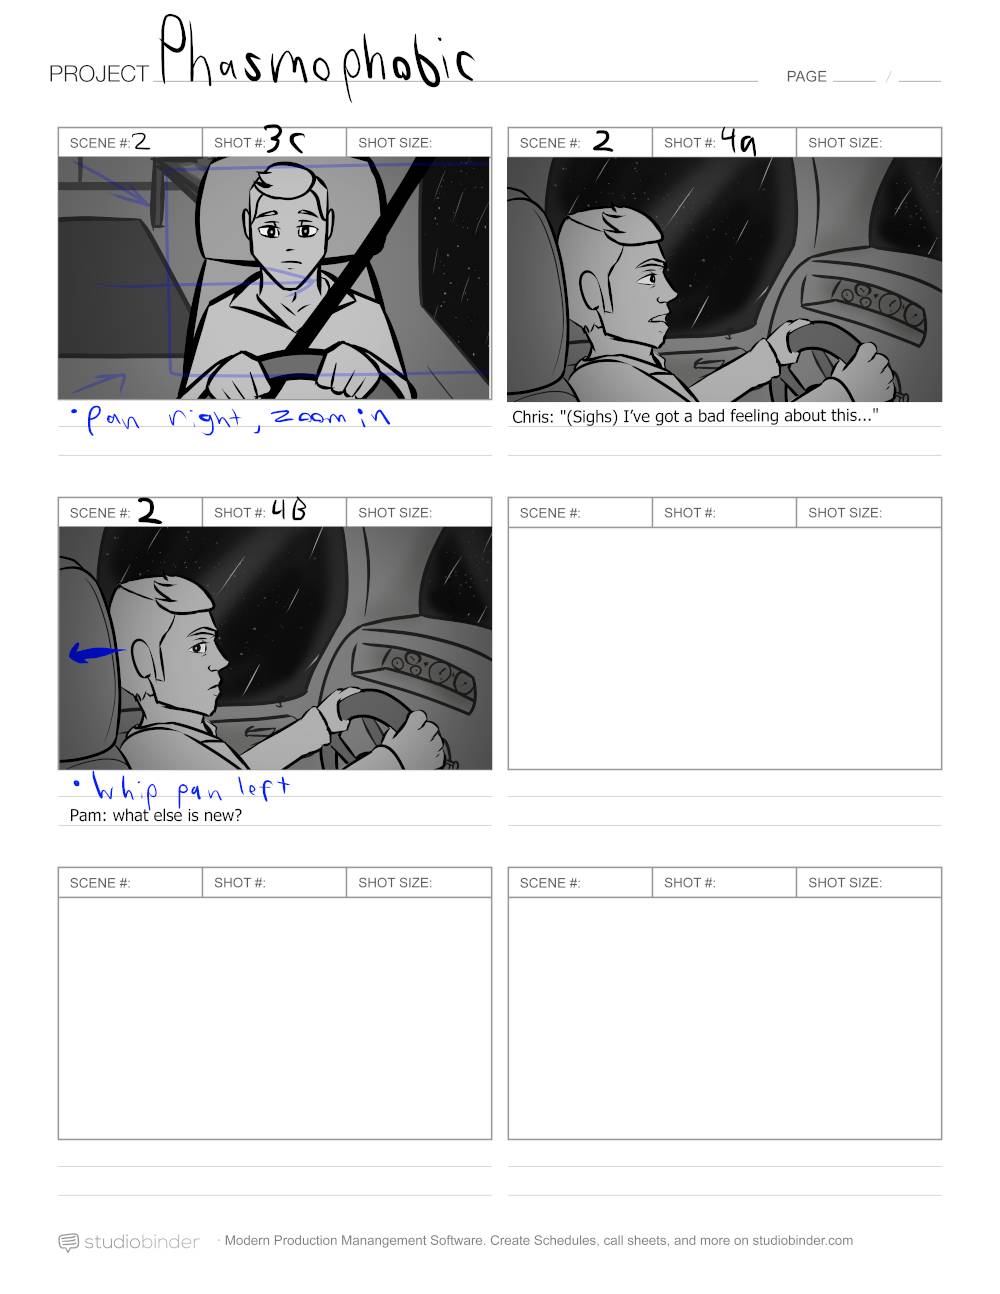 PROJECT Phasmophobic PAGE ____ / ____
SCENE #: 2 SHOT #: 3c SHOT SIZE:
• Pan right, zoom in
SCENE #: 2 SHOT #: 4a SHOT SIZE:
Chris: "(Sighs) I've got a bad feeling about this..."
SCENE #: 2 SHOT #: 4B SHOT SIZE:
• Whip pan left
Pam: what else is new?
SCENE #: SHOT #: SHOT SIZE:
SCENE #: SHOT #: SHOT SIZE:
SCENE #: SHOT #: SHOT SIZE:
studiobinder · Modern Production Manangement Software. Create Schedules, call sheets, and more on studiobinder.com